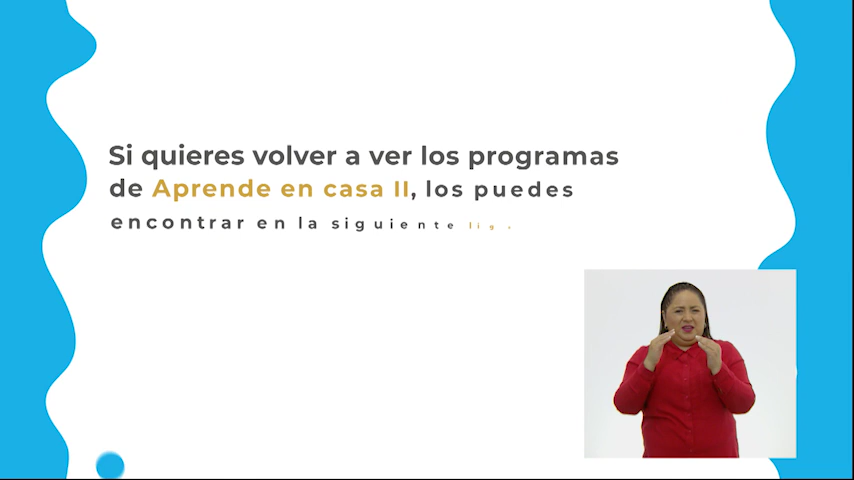 Si quieres volver a ver los programas
de Aprende en casa II, los puedes
encontrar en la siguiente